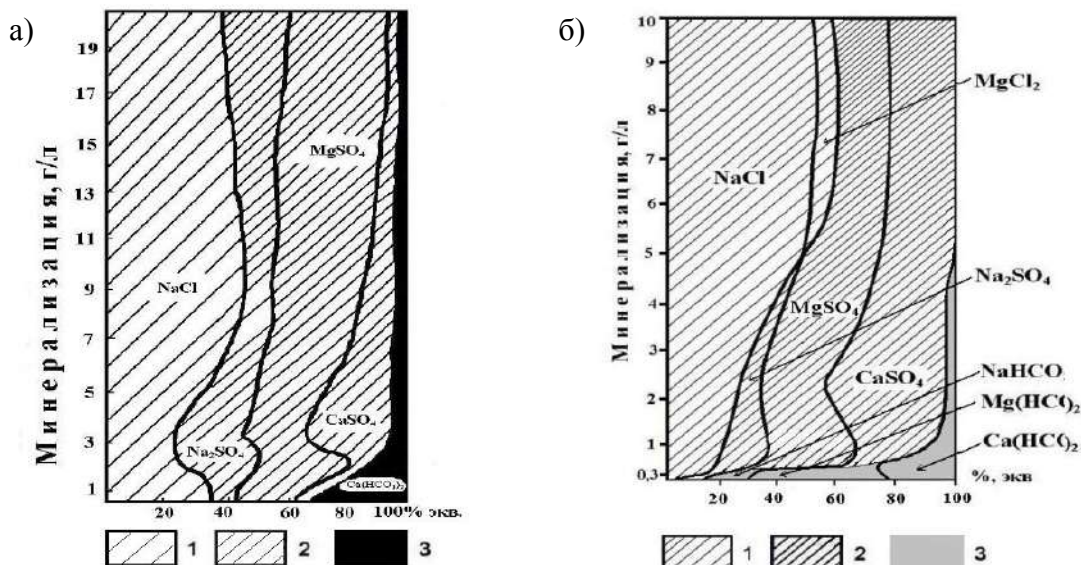 а)
Минерализация, г/л
19
17
15
13
11
9
7
5
3
1
NaCl
Na₂SO₄
MgSO₄
CaSO₄
Ca(HCO₃)₂
20
40
60
80
100% экв.
1
2
3
б)
Минерализация, г/л
10
9
8
7
6
5
4
3
2
1
0,3
NaCl
MgSO₄
CaSO₄
MgCl₂
Na₂SO₄
NaHCO
Mg(HCO)₂
Ca(HCO)₂
%, экв
20
40
60
80
100
1
2
3